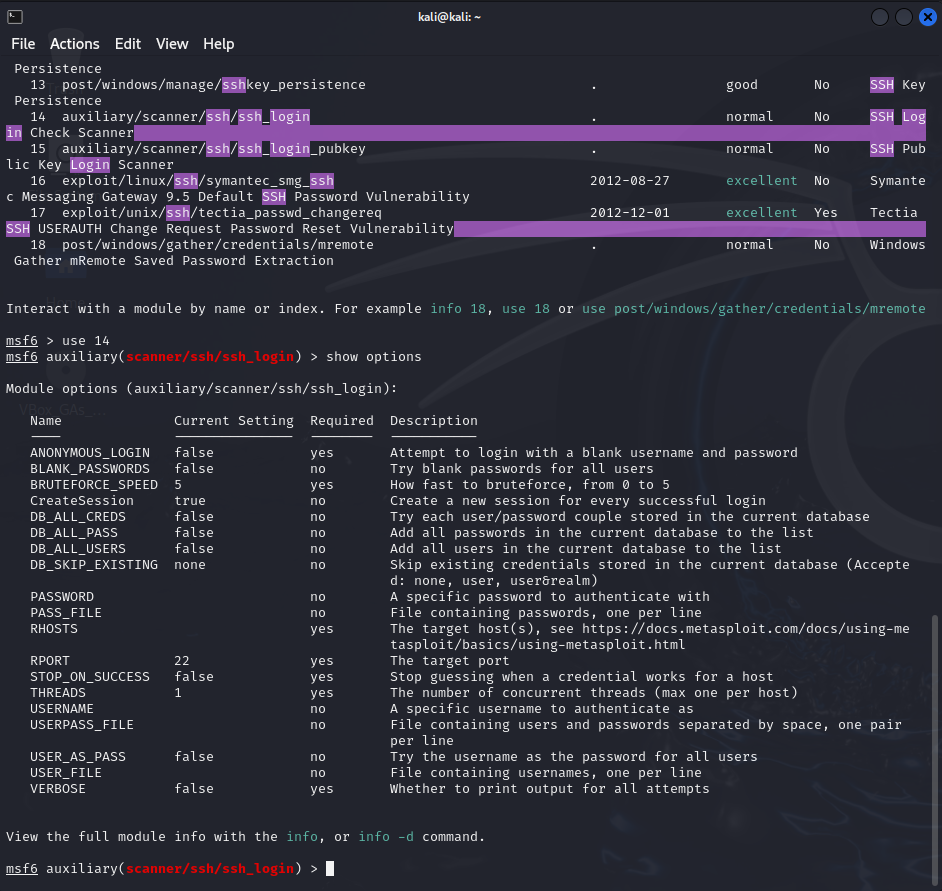 kali@kali: ~
File Actions Edit View Help
Persistence
13 post/windows/manage/sshkey_persistence . good No SSH Key
Persistence
14 auxiliary/scanner/ssh/ssh_login . normal No SSH Log
in Check Scanner
15 auxiliary/scanner/ssh/ssh_login_pubkey . normal No SSH Pub
lic Key Login Scanner
16 exploit/linux/ssh/symantec_smg_ssh 2012-08-27 excellent No Symante
c Messaging Gateway 9.5 Default SSH Password Vulnerability
17 exploit/unix/ssh/tectia_passwd_changereq 2012-12-01 excellent Yes Tectia
SSH USERAUTH Change Request Password Reset Vulnerability
18 post/windows/gather/credentials/mremote . normal No Windows
Gather mRemote Saved Password Extraction
Interact with a module by name or index. For example info 18, use 18 or use post/windows/gather/credentials/mremote
msf6 > use 14
msf6 auxiliary(scanner/ssh/ssh_login) > show options
Module options (auxiliary/scanner/ssh/ssh_login):
Name Current Setting Required Description
ANONYMOUS_LOGIN false yes Attempt to login with a blank username and password
BLANK_PASSWORDS false no Try blank passwords for all users
BRUTEFORCE_SPEED 5 yes How fast to bruteforce, from 0 to 5
CreateSession true no Create a new session for every successful login
DB_ALL_CREDS false no Try each user/password couple stored in the current database
DB_ALL_PASS false no Add all passwords in the current database to the list
DB_ALL_USERS false no Add all users in the current database to the list
DB_SKIP_EXISTING none no Skip existing credentials stored in the current database (Accepte
d: none, user, user&realm)
PASSWORD no A specific password to authenticate with
PASS_FILE no File containing passwords, one per line
RHOSTS yes The target host(s), see https://docs.metasploit.com/docs/using-me
tasploit/basics/using-metasploit.html
RPORT 22 yes The target port
STOP_ON_SUCCESS false yes Stop guessing when a credential works for a host
THREADS 1 yes The number of concurrent threads (max one per host)
USERNAME no A specific username to authenticate as
USERPASS_FILE no File containing users and passwords separated by space, one pair
per line
USER_AS_PASS false no Try the username as the password for all users
USER_FILE no File containing usernames, one per line
VERBOSE false yes Whether to print output for all attempts
View the full module info with the info, or info -d command.
msf6 auxiliary(scanner/ssh/ssh_login) >